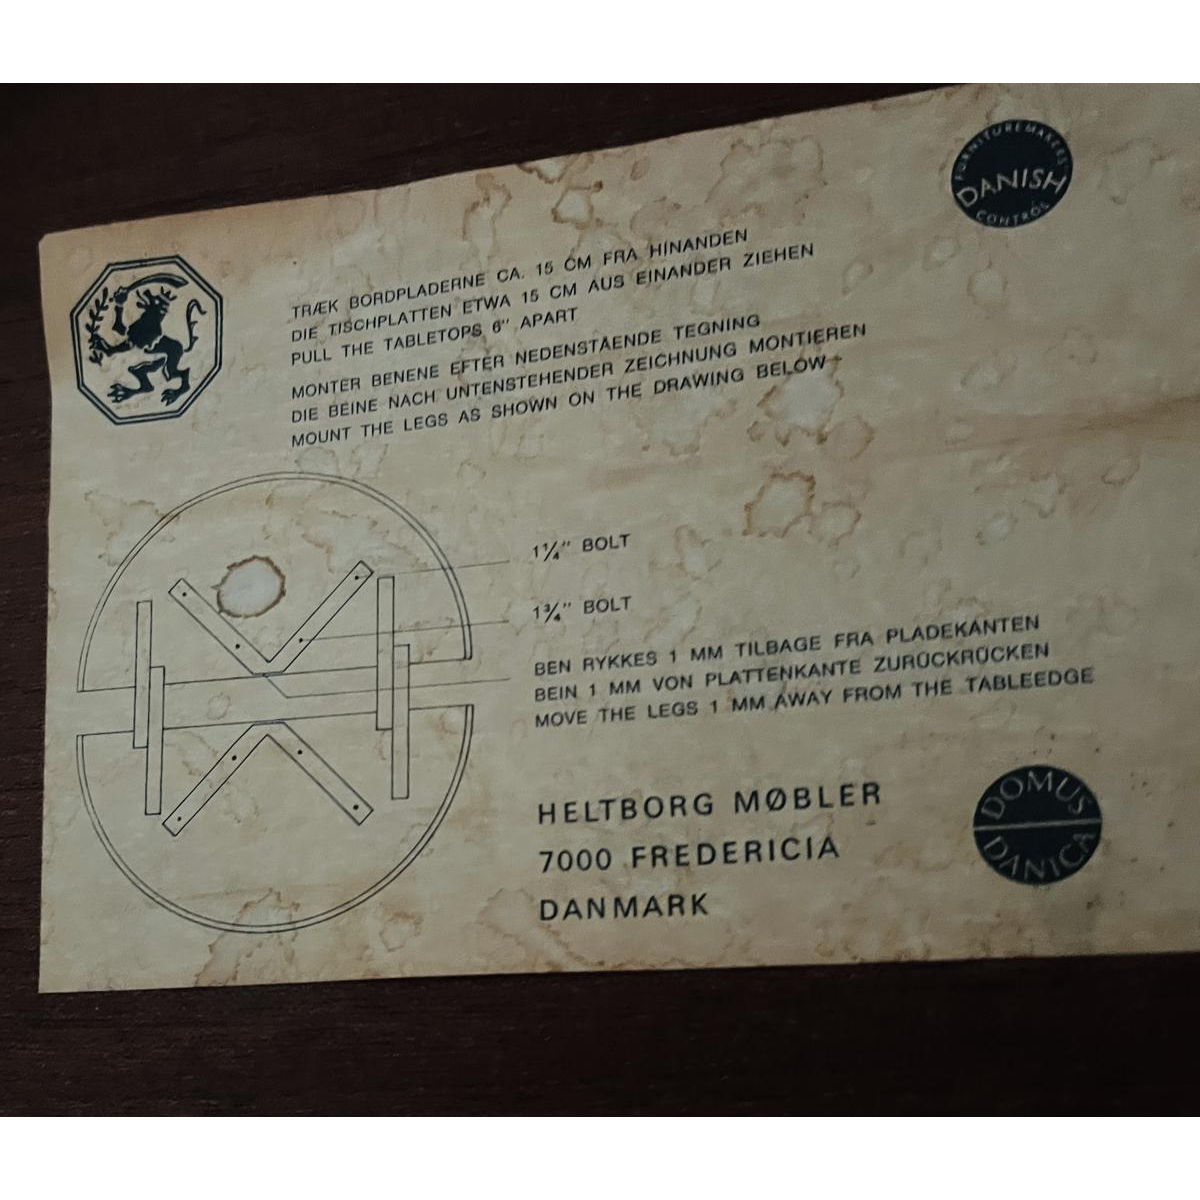 FURNITUREMAKERS'
DANISH
CONTROL
TRÆK BORDPLADERNE CA. 15 CM FRA HINANDEN
DIE TISCHPLATTEN ETWA 15 CM AUS EINANDER ZIEHEN
PULL THE TABLETOPS 6" APART
MONTER BENENE EFTER NEDENSTÅENDE TEGNING
DIE BEINE NACH UNTENSTEHENDER ZEICHNUNG MONTIEREN
MOUNT THE LEGS AS SHOWN ON THE DRAWING BELOW
1¼" BOLT
1¾" BOLT
BEN RYKKES 1 MM TILBAGE FRA PLADEKANTEN
BEIN 1 MM VON PLATTENKANTE ZURÜCKRÜCKEN
MOVE THE LEGS 1 MM AWAY FROM THE TABLEEDGE
HELTBORG MØBLER
7000 FREDERICIA
DANMARK
DOMUS
DANICA